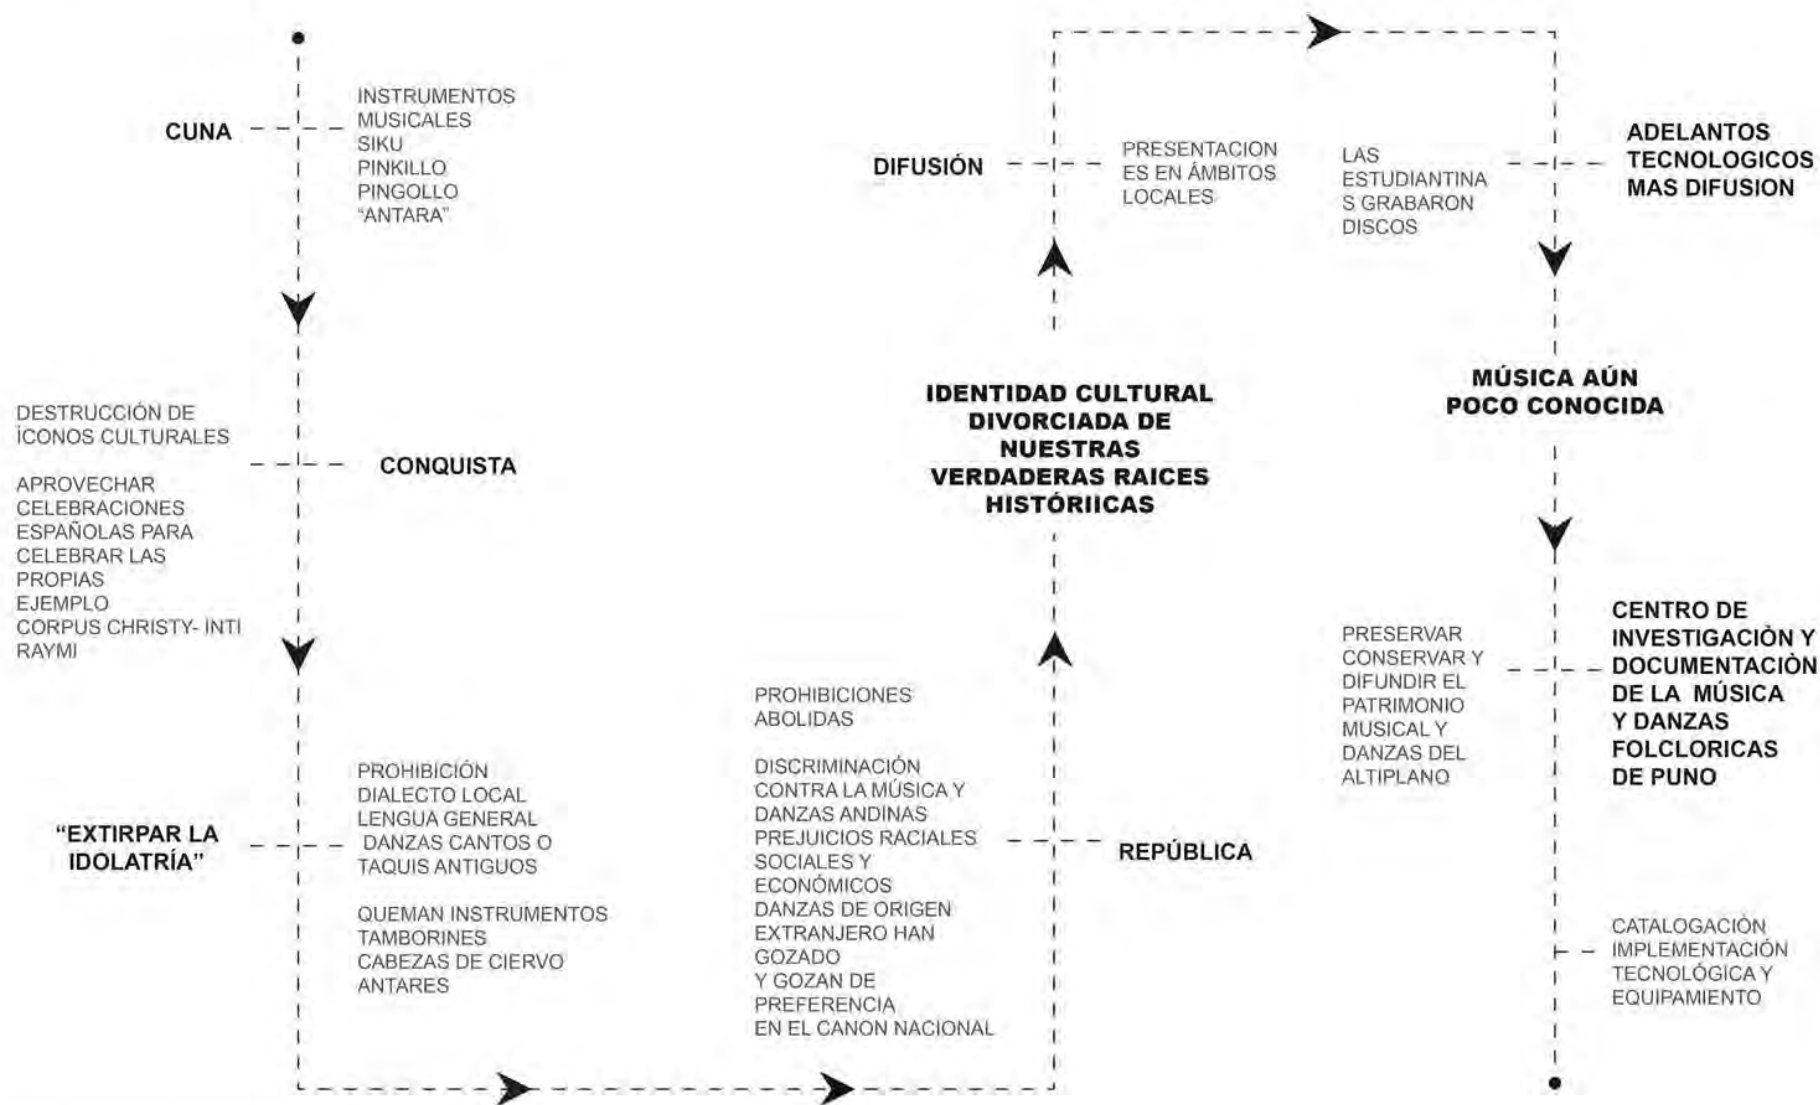 CUNA
INSTRUMENTOS
MUSICALES
SIKU
PINKILLO
PINGOLLO
“ANTARA”
DESTRUCCIÓN DE
ÍCONOS CULTURALES
APROVECHAR
CELEBRACIONES
ESPAÑOLAS PARA
CELEBRAR LAS
PROPIAS
EJEMPLO
CORPUS CHRISTY- INTI
RAYMI
CONQUISTA
“EXTIRPAR LA
IDOLATRÍA”
PROHIBICIÓN
DIALECTO LOCAL
LENGUA GENERAL
DANZAS CANTOS O
TAQUIS ANTIGUOS
QUEMAN INSTRUMENTOS
TAMBORINES
CABEZAS DE CIERVO
ANTARES
PROHIBICIONES
ABOLIDAS
DISCRIMINACIÓN
CONTRA LA MÚSICA Y
DANZAS ANDINAS
PREJUICIOS RACIALES
SOCIALES Y
ECONÓMICOS
DANZAS DE ORIGEN
EXTRANJERO HAN
GOZADO
Y GOZAN DE
PREFERENCIA
EN EL CANON NACIONAL
REPÚBLICA
IDENTIDAD CULTURAL
DIVORCIADA DE
NUESTRAS
VERDADERAS RAICES
HISTÓRIICAS
DIFUSIÓN
PRESENTACION
ES EN ÁMBITOS
LOCALES
LAS
ESTUDIANTINA
S GRABARON
DISCOS
ADELANTOS
TECNOLOGICOS
MAS DIFUSION
MÚSICA AÚN
POCO CONOCIDA
PRESERVAR
CONSERVAR Y
DIFUNDIR EL
PATRIMONIO
MUSICAL Y
DANZAS DEL
ALTIPLANO
CENTRO DE
INVESTIGACIÒN Y
DOCUMENTACIÒN
DE LA MÚSICA
Y DANZAS
FOLCLORICAS
DE PUNO
CATALOGACIÓN
IMPLEMENTACIÓN
TECNOLÓGICA Y
EQUIPAMIENTO